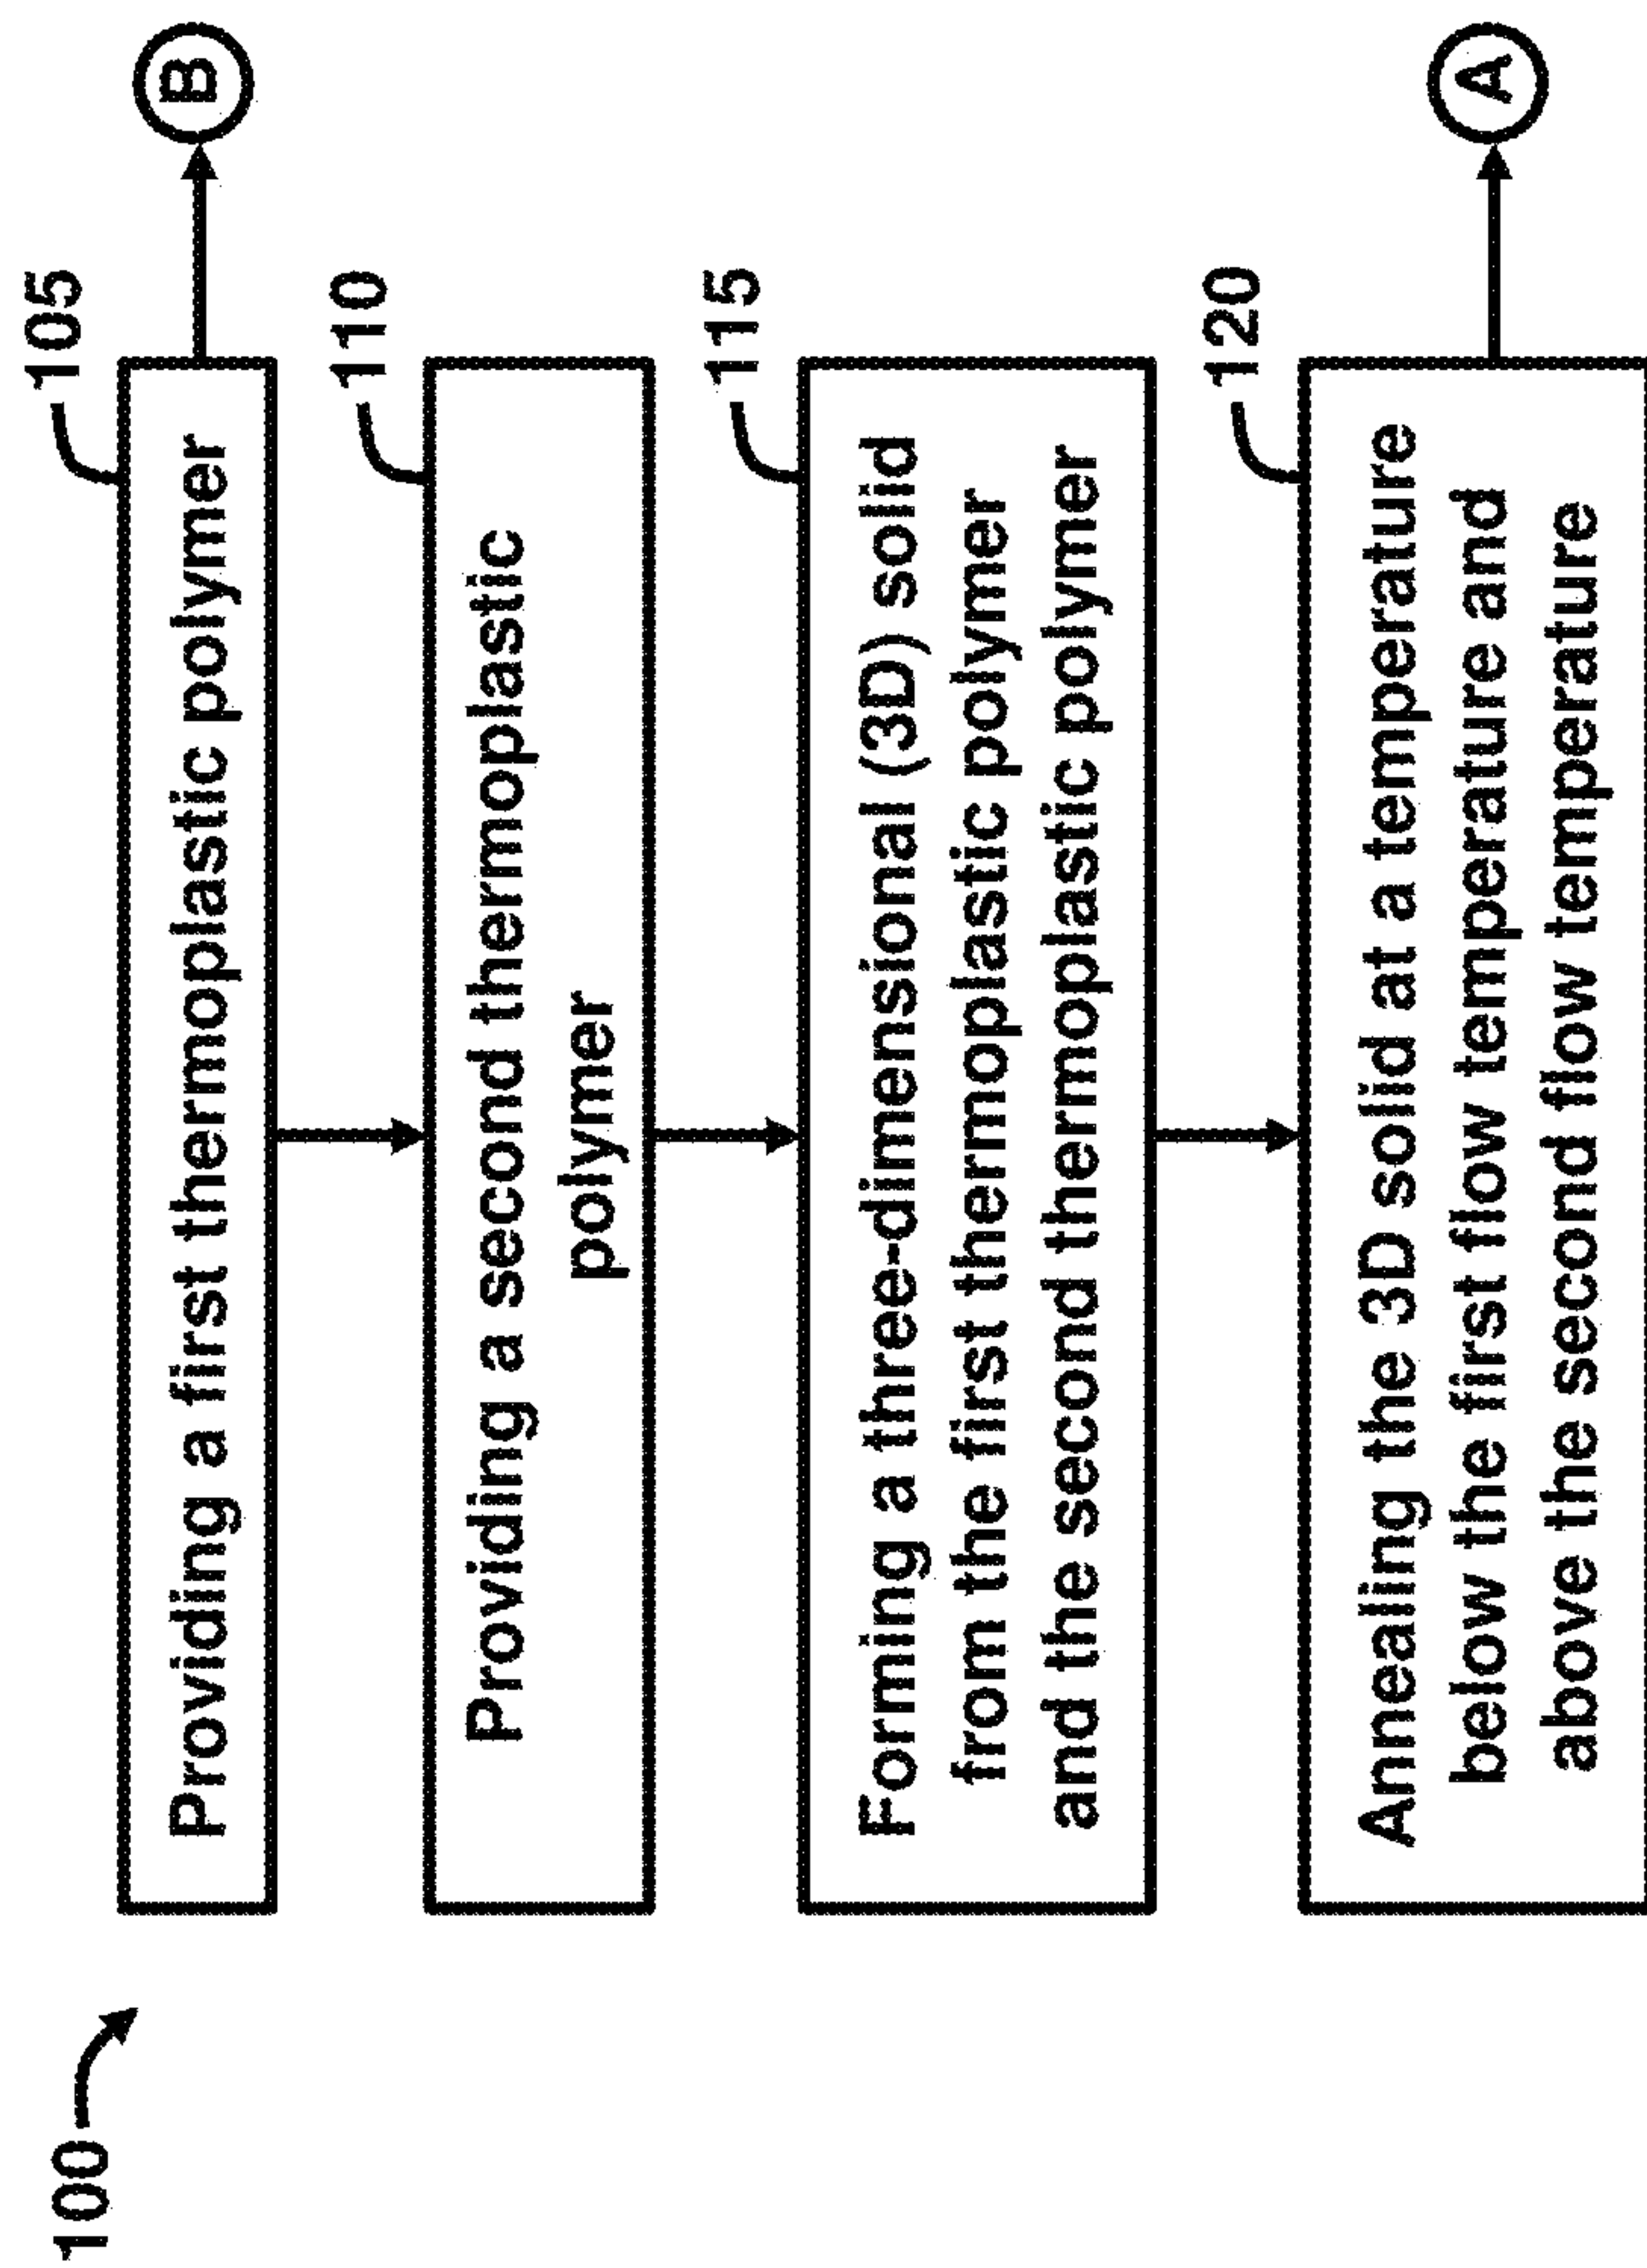 100
105
Providing a first thermoplastic polymer
B
110
Providing a second thermoplastic
polymer
115
Forming a three-dimensional (3D) solid
from the first thermoplastic polymer
and the second thermoplastic polymer
120
Annealing the 3D solid at a temperature
below the first flow temperature and
above the second flow temperature
A